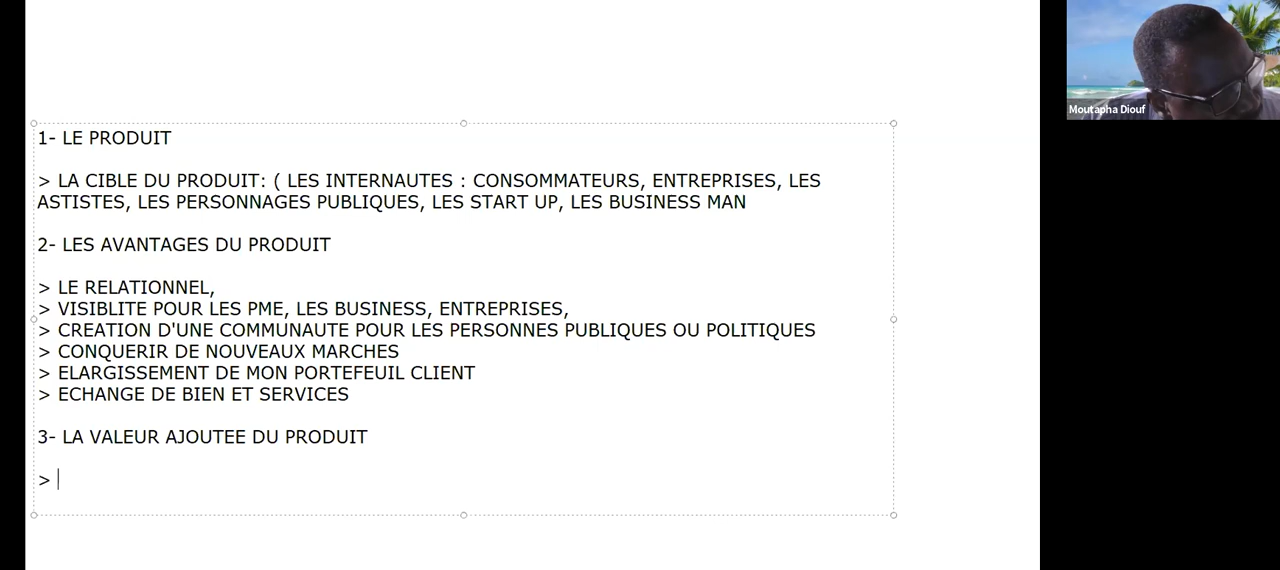 1- LE PRODUIT
> LA CIBLE DU PRODUIT: ( LES INTERNAUTES : CONSOMMATEURS, ENTREPRISES, LES
ASTISTES, LES PERSONNAGES PUBLIQUES, LES START UP, LES BUSINESS MAN
2- LES AVANTAGES DU PRODUIT
> LE RELATIONNEL,
> VISIBLITE POUR LES PME, LES BUSINESS, ENTREPRISES,
> CREATION D'UNE COMMUNAUTE POUR LES PERSONNES PUBLIQUES OU POLITIQUES
> CONQUERIR DE NOUVEAUX MARCHES
> ELARGISSEMENT DE MON PORTEFEUIL CLIENT
> ECHANGE DE BIEN ET SERVICES
3- LA VALEUR AJOUTEE DU PRODUIT
>
Moutapha Diouf